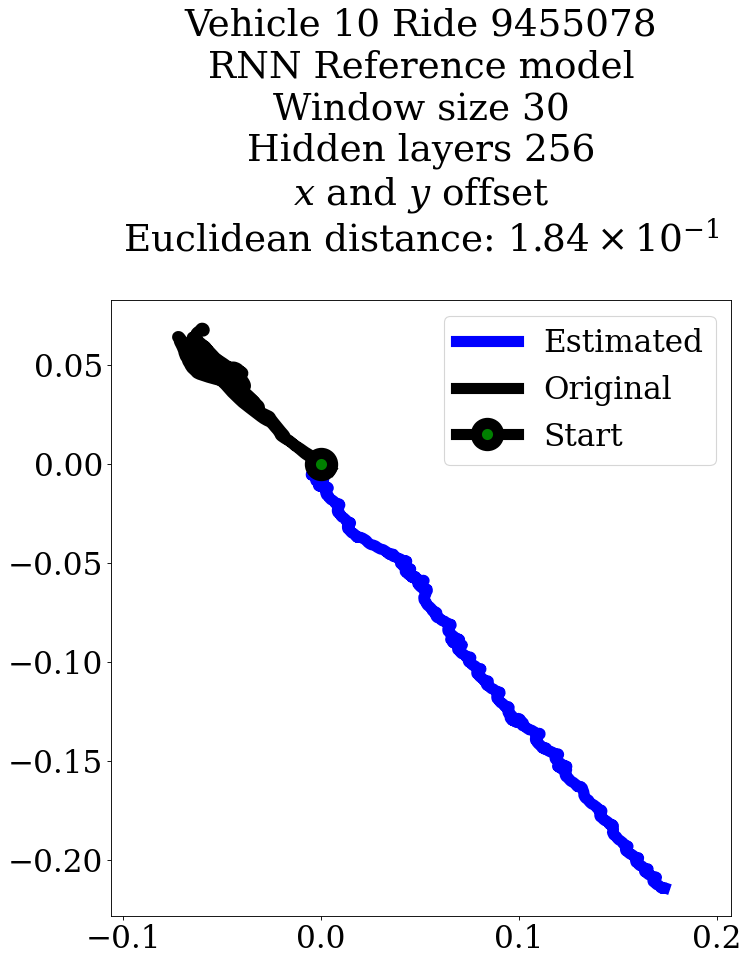 Vehicle 10 Ride 9455078
RNN Reference model
Window size 30
Hidden layers 256
x and y offset
Euclidean distance: 1.84 × 10⁻¹
Estimated
Original
Start
0.05
0.00
−0.05
−0.10
−0.15
−0.20
−0.1 0.0 0.1 0.2